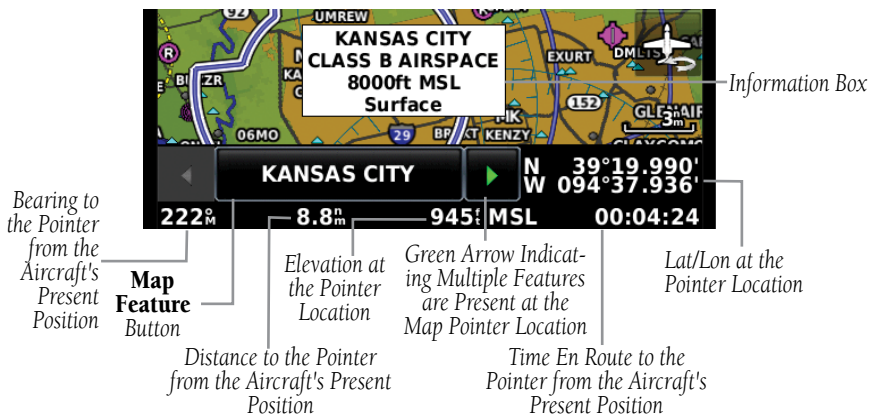 92
UMREW
R
KANSAS CITY
CLASS B AIRSPACE
8000ft MSL
Surface
EXURT
R
152
Information Box
06MO
29
KENZY
3nm
KANSAS CITY
N 39°19.990'
W 094°37.936'
222°M
8.8nm
945ft MSL
00:04:24
Bearing to
the Pointer
from the
Aircraft's
Present
Position
Map
Feature
Button
Elevation at
the Pointer
Location
Green Arrow Indicat-
ing Multiple Features
are Present at the
Map Pointer Location
Lat/Lon at the
Pointer Location
Distance to the Pointer
from the Aircraft's Present
Position
Time En Route to the
Pointer from the Aircraft's
Present Position